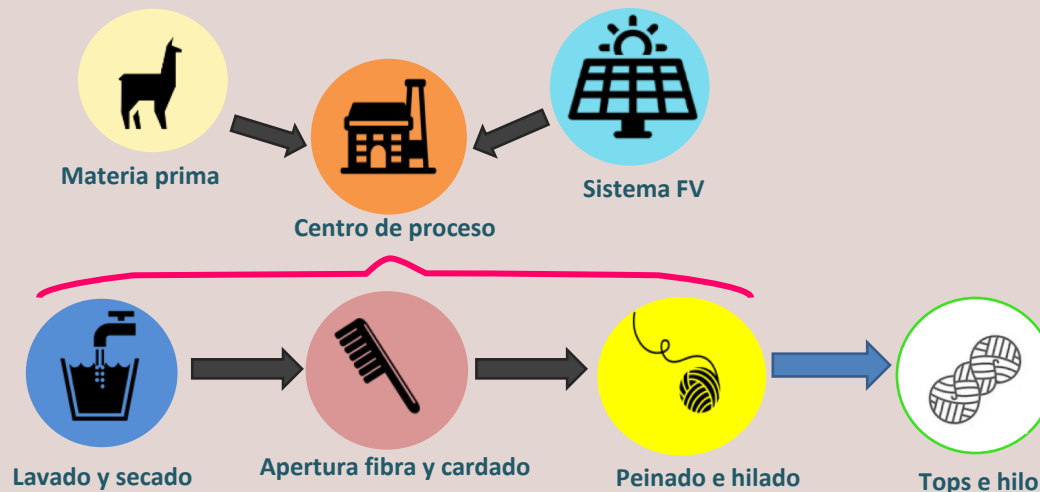 Materia prima
Sistema FV
Centro de proceso
Lavado y secado
Apertura fibra y cardado
Peinado e hilado
Tops e hilo